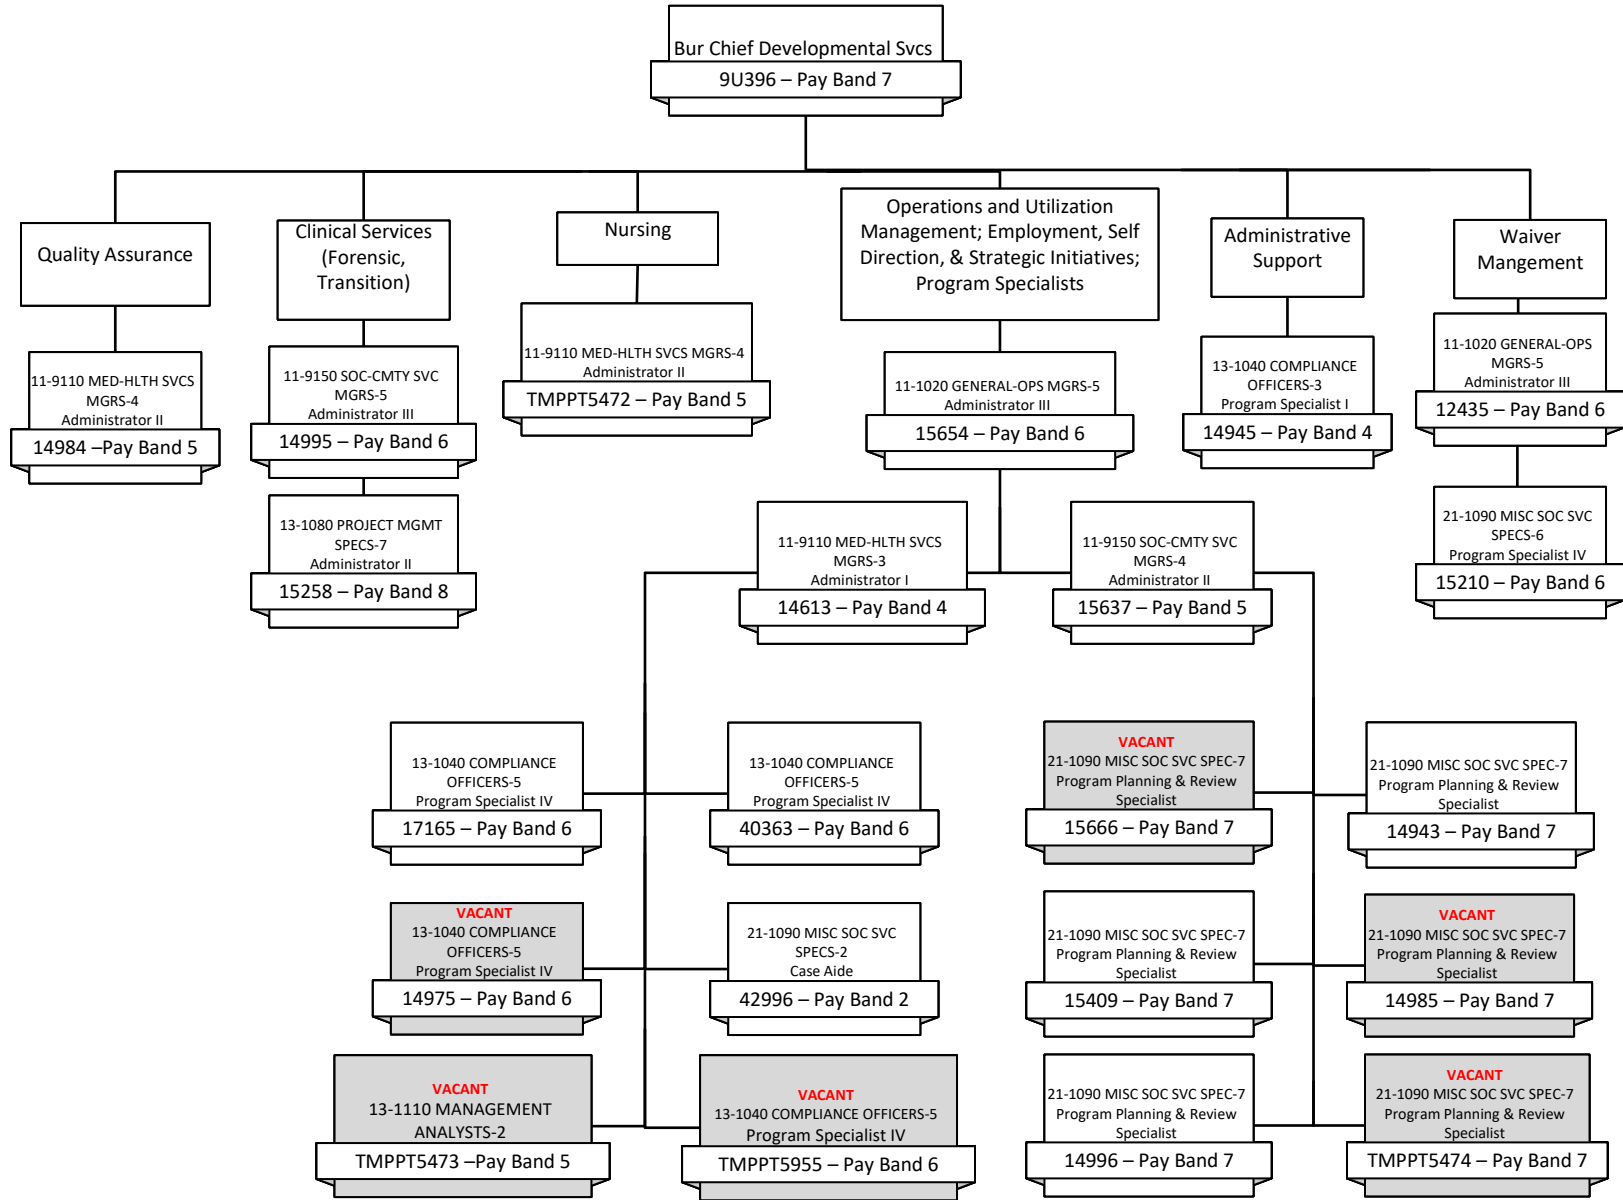 Bur Chief Developmental Svcs
9U396 – Pay Band 7
Quality Assurance
11-9110 MED-HLTH SVCS
MGRS-4
Administrator II
14984 –Pay Band 5
Clinical Services
(Forensic,
Transition)
11-9150 SOC-CMTY SVC
MGRS-5
Administrator III
14995 – Pay Band 6
13-1080 PROJECT MGMT
SPECS-7
Administrator II
15258 – Pay Band 8
Nursing
11-9110 MED-HLTH SVCS MGRS-4
Administrator II
TMPPT5472 – Pay Band 5
Operations and Utilization
Management; Employment, Self
Direction, & Strategic Initiatives;
Program Specialists
11-1020 GENERAL-OPS MGRS-5
Administrator III
15654 – Pay Band 6
Administrative
Support
13-1040 COMPLIANCE
OFFICERS-3
Program Specialist I
14945 – Pay Band 4
Waiver
Mangement
11-1020 GENERAL-OPS
MGRS-5
Administrator III
12435 – Pay Band 6
21-1090 MISC SOC SVC
SPECS-6
Program Specialist IV
15210 – Pay Band 6
11-9110 MED-HLTH SVCS
MGRS-3
Administrator I
14613 – Pay Band 4
11-9150 SOC-CMTY SVC
MGRS-4
Administrator II
15637 – Pay Band 5
13-1040 COMPLIANCE
OFFICERS-5
Program Specialist IV
17165 – Pay Band 6
13-1040 COMPLIANCE
OFFICERS-5
Program Specialist IV
40363 – Pay Band 6
VACANT
21-1090 MISC SOC SVC SPEC-7
Program Planning & Review
Specialist
15666 – Pay Band 7
21-1090 MISC SOC SVC SPEC-7
Program Planning & Review
Specialist
14943 – Pay Band 7
VACANT
13-1040 COMPLIANCE
OFFICERS-5
Program Specialist IV
14975 – Pay Band 6
21-1090 MISC SOC SVC
SPECS-2
Case Aide
42996 – Pay Band 2
21-1090 MISC SOC SVC SPEC-7
Program Planning & Review
Specialist
15409 – Pay Band 7
VACANT
21-1090 MISC SOC SVC SPEC-7
Program Planning & Review
Specialist
14985 – Pay Band 7
VACANT
13-1110 MANAGEMENT
ANALYSTS-2
TMPPT5473 –Pay Band 5
VACANT
13-1040 COMPLIANCE OFFICERS-5
Program Specialist IV
TMPPT5955 – Pay Band 6
21-1090 MISC SOC SVC SPEC-7
Program Planning & Review
Specialist
14996 – Pay Band 7
VACANT
21-1090 MISC SOC SVC SPEC-7
Program Planning & Review
Specialist
TMPPT5474 – Pay Band 7